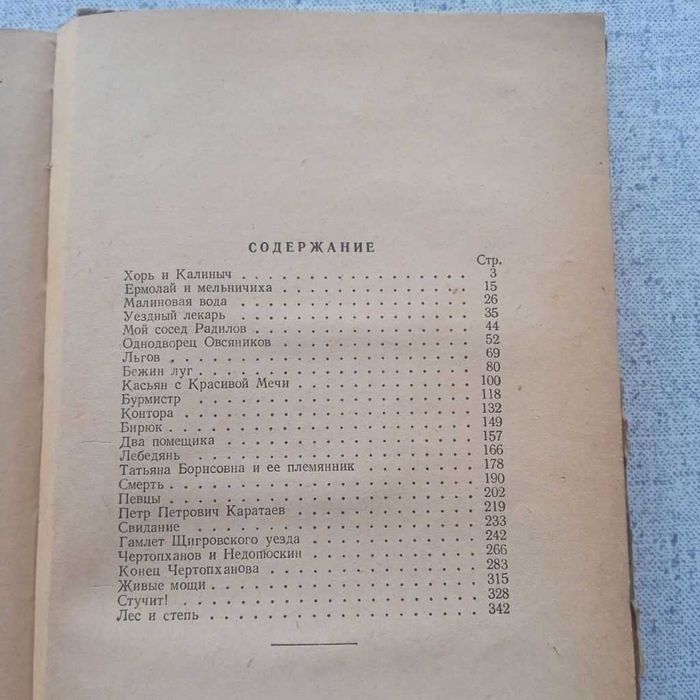 СОДЕРЖАНИЕ
Стр.
Хорь и Калиныч . . . . . . . . . . . . . . . . 3
Ермолай и мельничиха . . . . . . . . . . . . . 15
Малиновая вода . . . . . . . . . . . . . . . . 26
Уездный лекарь . . . . . . . . . . . . . . . . 35
Мой сосед Радилов . . . . . . . . . . . . . . . 44
Однодворец Овсяников . . . . . . . . . . . . . 52
Льгов . . . . . . . . . . . . . . . . . . . . 69
Бежин луг . . . . . . . . . . . . . . . . . . 80
Касьян с Красивой Мечи . . . . . . . . . . . . 100
Бурмистр . . . . . . . . . . . . . . . . . . 118
Контора . . . . . . . . . . . . . . . . . . . 132
Бирюк . . . . . . . . . . . . . . . . . . . . 149
Два помещика . . . . . . . . . . . . . . . . . 157
Лебедянь . . . . . . . . . . . . . . . . . . 166
Татьяна Борисовна и ее племянник . . . . . . . . 178
Смерть . . . . . . . . . . . . . . . . . . . 190
Певцы . . . . . . . . . . . . . . . . . . . . 202
Петр Петрович Каратаев . . . . . . . . . . . . 219
Свидание . . . . . . . . . . . . . . . . . . 233
Гамлет Щигровского уезда . . . . . . . . . . . 242
Чертопханов и Недопюскин . . . . . . . . . . . 266
Конец Чертопханова . . . . . . . . . . . . . . 283
Живые мощи . . . . . . . . . . . . . . . . . . 315
Стучит! . . . . . . . . . . . . . . . . . . . 328
Лес и степь . . . . . . . . . . . . . . . . . 342